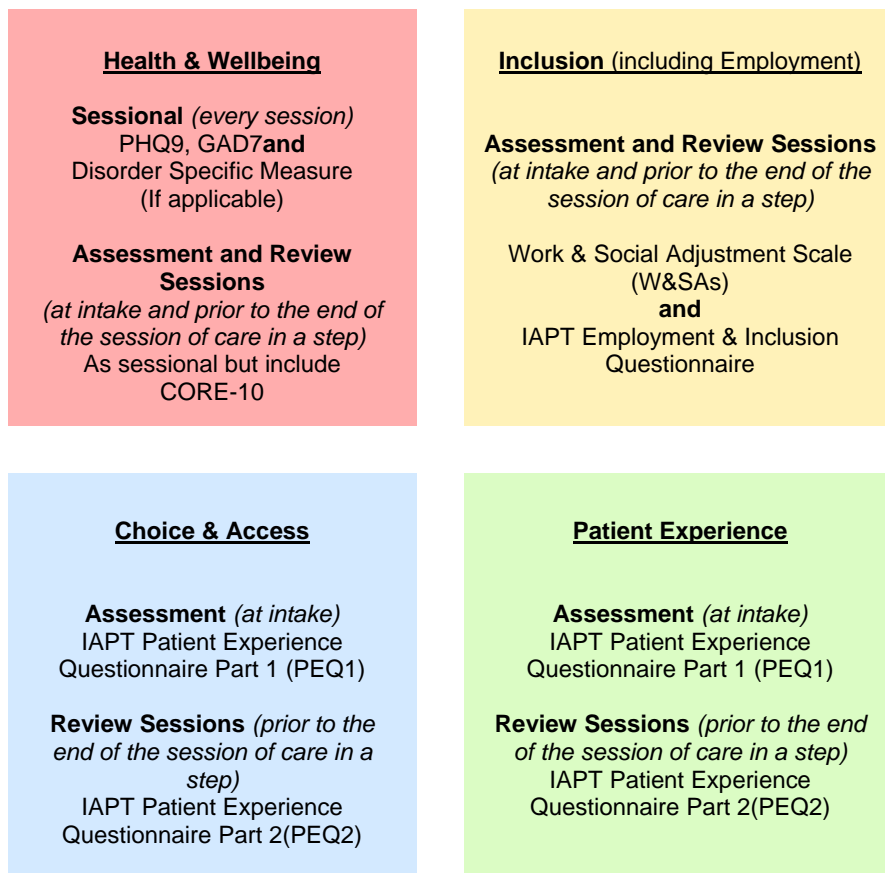 Health & Wellbeing
Sessional (every session)
PHQ9, GAD7and
Disorder Specific Measure
(If applicable)
Assessment and Review
Sessions
(at intake and prior to the end of
the session of care in a step)
As sessional but include
CORE-10
Inclusion (including Employment)
Assessment and Review Sessions
(at intake and prior to the end of the
session of care in a step)
Work & Social Adjustment Scale
(W&SAs)
and
IAPT Employment & Inclusion
Questionnaire
Choice & Access
Assessment (at intake)
IAPT Patient Experience
Questionnaire Part 1 (PEQ1)
Review Sessions (prior to the
end of the session of care in a
step)
IAPT Patient Experience
Questionnaire Part 2(PEQ2)
Patient Experience
Assessment (at intake)
IAPT Patient Experience
Questionnaire Part 1 (PEQ1)
Review Sessions (prior to the end
of the session of care in a step)
IAPT Patient Experience
Questionnaire Part 2(PEQ2)